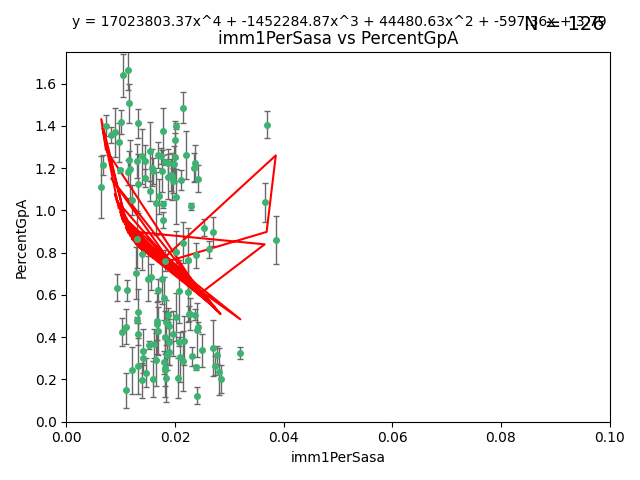 y = 17023803.37x^4 + -1452284.87x^3 + 44480.63x^2 + -597.36x + 3.79
N = 126
imm1PerSasa vs PercentGpA
PercentGpA
1.6
1.4
1.2
1.0
0.8
0.6
0.4
0.2
0.0
0.00 0.02 0.04 0.06 0.08 0.10
imm1PerSasa